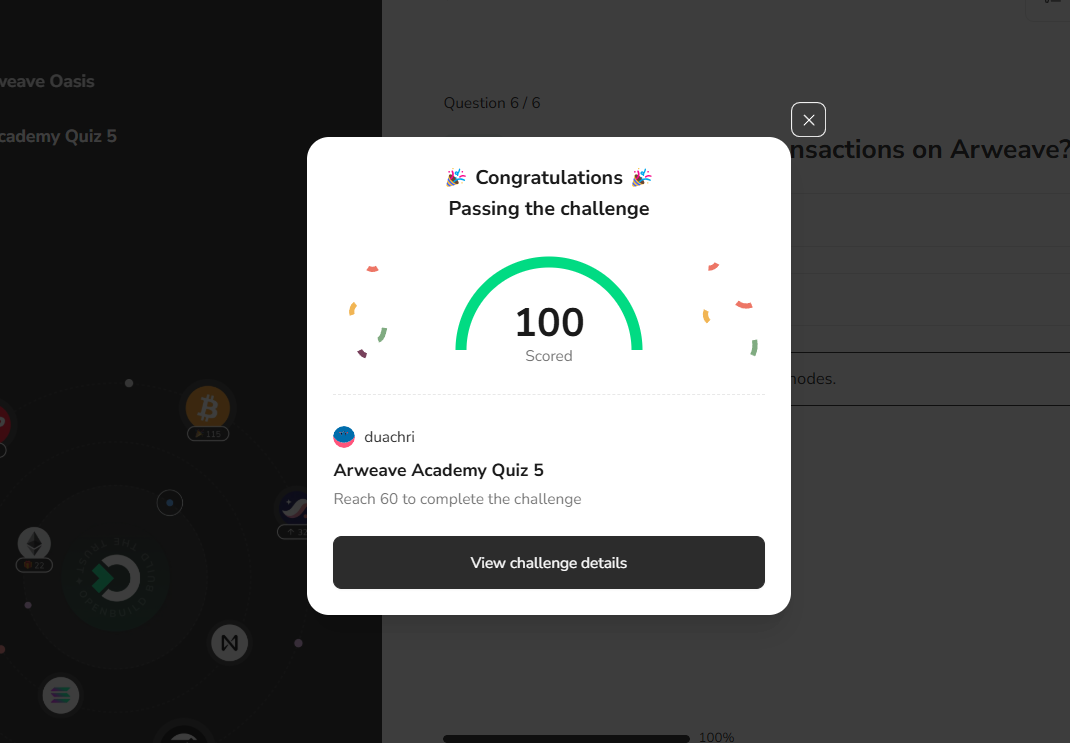 weave Oasis
cademy Quiz 5
Question 6 / 6
nsactions on Arweave?
Congratulations
Passing the challenge
100
Scored
nodes.
duachri
Arweave Academy Quiz 5
Reach 60 to complete the challenge
View challenge details
115
22
100%